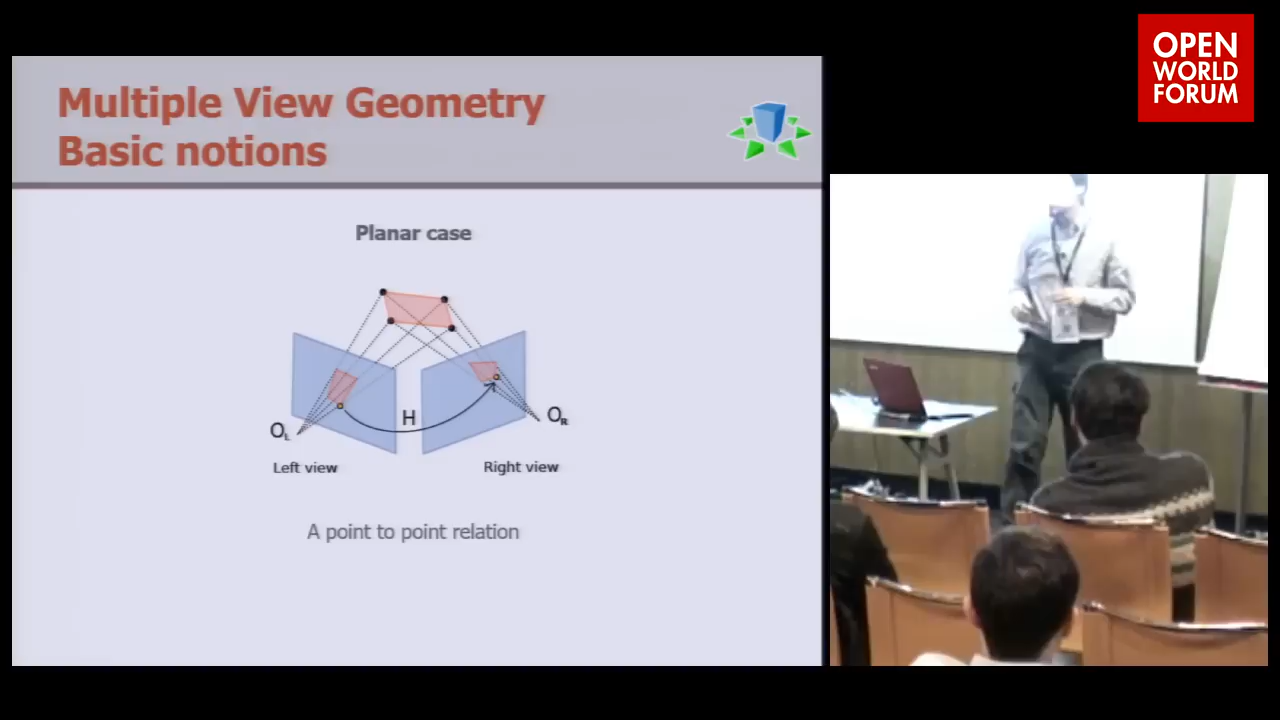 Multiple View Geometry
Basic notions
Planar case
H
OL
OR
Left view
Right view
A point to point relation
OPEN
WORLD
FORUM